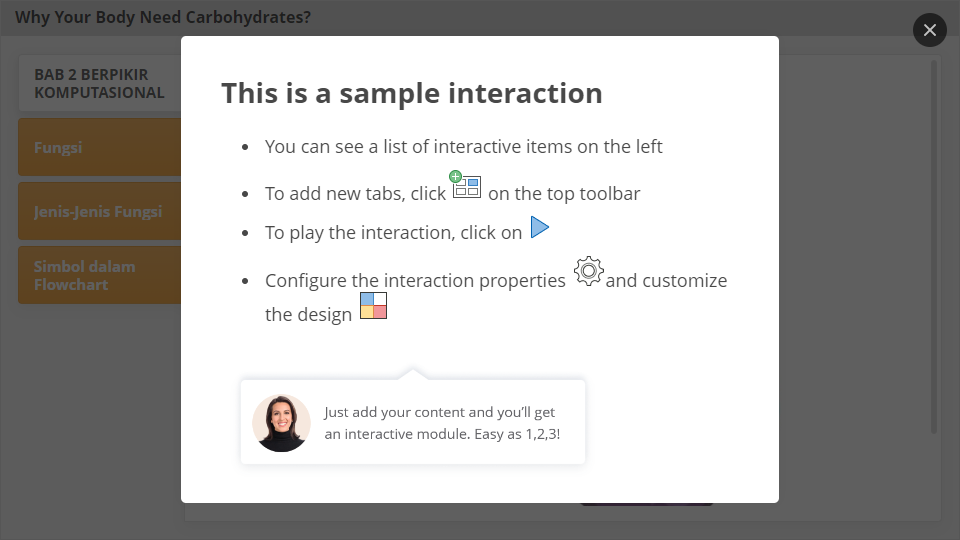 Why Your Body Need Carbohydrates?
BAB 2 BERPIKIR
KOMPUTASIONAL
Fungsi
Jenis-Jenis Fungsi
Simbol dalam
Flowchart
This is a sample interaction
• You can see a list of interactive items on the left
• To add new tabs, click on the top toolbar
• To play the interaction, click on
• Configure the interaction properties and customize
the design
Just add your content and you’ll get
an interactive module. Easy as 1,2,3!